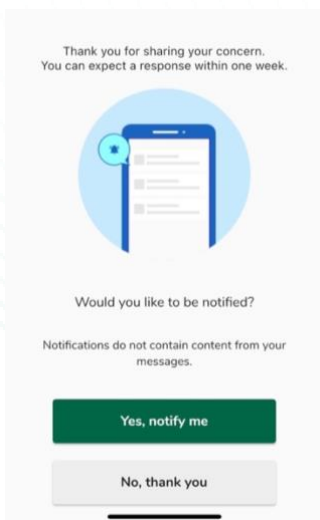 Thank you for sharing your concern.
You can expect a response within one week.
Would you like to be notified?
Notifications do not contain content from your
messages.
Yes, notify me
No, thank you